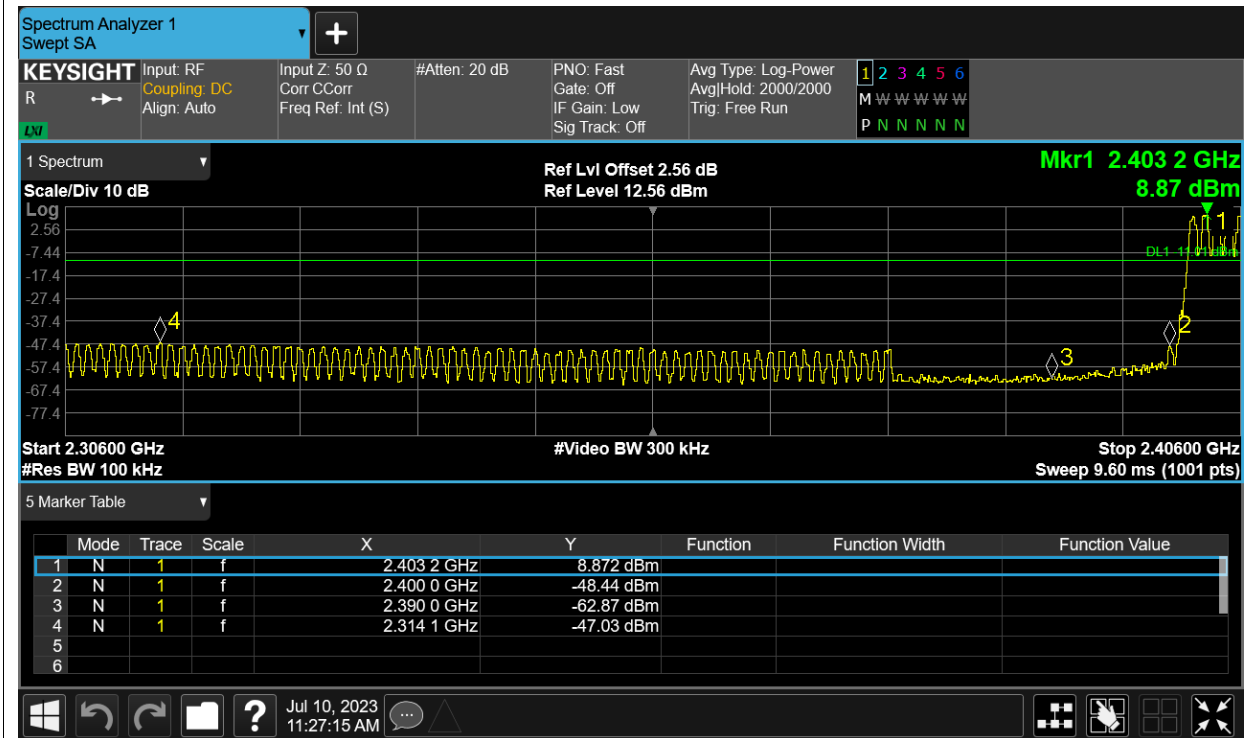 Spectrum Analyzer 1
Swept SA
KEYSIGHT Input: RF Input Z: 50 Ω #Atten: 20 dB PNO: Fast Avg Type: Log-Power 1 2 3 4 5 6
R Coupling: DC Corr CCorr Gate: Off Avg|Hold: 2000/2000 M W W W W W
Align: Auto Freq Ref: Int (S) IF Gain: Low Trig: Free Run
LXI Sig Track: Off P N N N N N
1 Spectrum Ref Lvl Offset 2.56 dB Mkr1 2.403 2 GHz
Scale/Div 10 dB Ref Level 12.56 dBm 8.87 dBm
Log
1
2.56
-7.44 DL1 -11.01 dBm
-17.4
-27.4
-37.4 4 2
-47.4 3
-57.4
-67.4
-77.4
Start 2.30600 GHz #Video BW 300 kHz Stop 2.40600 GHz
#Res BW 100 kHz Sweep 9.60 ms (1001 pts)
5 Marker Table
Mode Trace Scale X Y Function Function Width Function Value
1 N 1 f 2.403 2 GHz 8.872 dBm
2 N 1 f 2.400 0 GHz -48.44 dBm
3 N 1 f 2.390 0 GHz -62.87 dBm
4 N 1 f 2.314 1 GHz -47.03 dBm
5
6
? Jul 10, 2023
11:27:15 AM